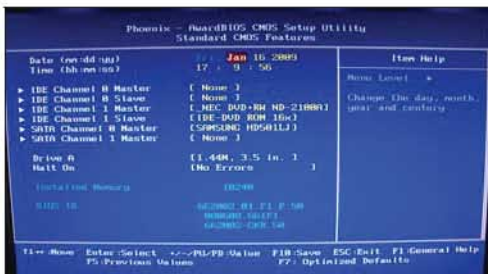 Phoenix - AwardBIOS CMOS Setup Utility
Standard CMOS Features
Date (mm:dd:yy) Jan 16 2009
Time (hh:mm:ss) 17 : 9 : 56
IDE Channel 0 Master [ None ]
IDE Channel 0 Slave [ None ]
IDE Channel 1 Master [_NEC DVD+RW ND-2100A]
IDE Channel 1 Slave [IDE-DVD ROM 16x]
SATA Channel 0 Master [SAMSUNG HD501LJ]
SATA Channel 1 Master [ None ]
Drive A [1.44M, 3.5 in. ]
Halt On [No Errors ]
Installed Memory 1024M
BIOS ID
Item Help
Menu Level
Change the day, month,
year and century
:Move Enter:Select +/-/PU/PD:Value F10:Save ESC:Exit F1:General Help
F5:Previous Values F7: Optimized Defaults